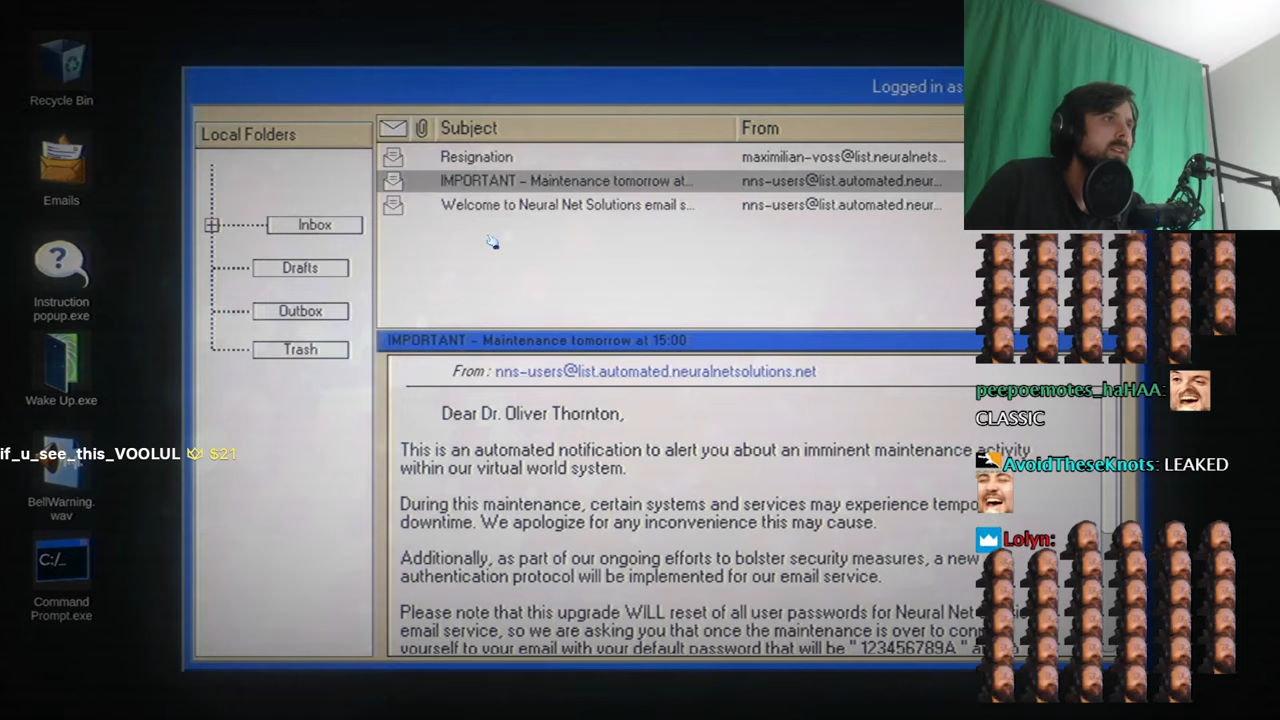 Recycle Bin
Emails
Instruction
popup.exe
Wake Up.exe
BellWarning.
wav
C:/_
Command
Prompt.exe
if_u_see_this_VOOLUL $21
Logged in as
Local Folders
Inbox
Drafts
Outbox
Trash
Subject From
Resignation maximilian-voss@list.neuralnets...
IMPORTANT - Maintenance tomorrow at... nns-users@list.automated.neur...
Welcome to Neural Net Solutions email s... nns-users@list.automated.neur...
IMPORTANT - Maintenance tomorrow at 15:00
From: nns-users@list.automated.neuralnetsolutions.net
Dear Dr. Oliver Thornton,
This is an automated notification to alert you about an imminent maintenance activity
within our virtual world system.
During this maintenance, certain systems and services may experience tempo
downtime. We apologize for any inconvenience this may cause.
Additionally, as part of our ongoing efforts to bolster security measures, a new
authentication protocol will be implemented for our email service.
Please note that this upgrade WILL reset of all user passwords for Neural Net
email service, so we are asking you that once the maintenance is over to con
yourself to your email with your default password that will be " 123456789A " a
peepoemotes_haHAA:
CLASSIC
AvoidTheseKnots: LEAKED
Lolyn: